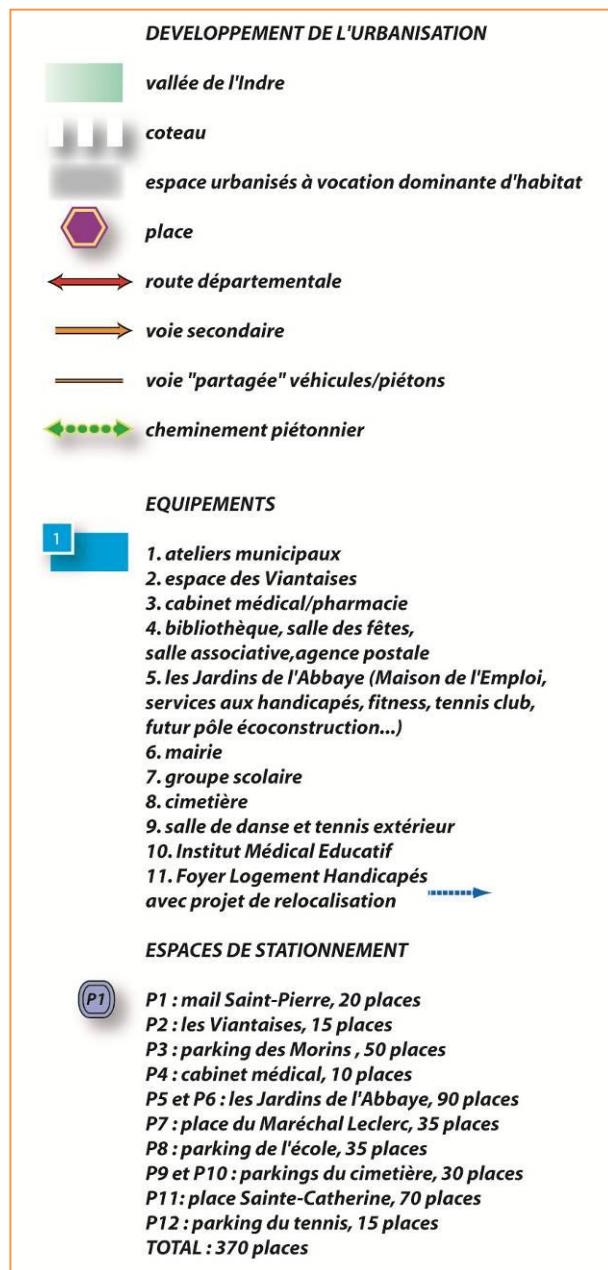 DEVELOPPEMENT DE L'URBANISATION
vallée de l'Indre
coteau
espace urbanisés à vocation dominante d'habitat
place
route départementale
voie secondaire
voie "partagée" véhicules/piétons
cheminement piétonnier
EQUIPEMENTS
1
1. ateliers municipaux
2. espace des Viantaises
3. cabinet médical/pharmacie
4. bibliothèque, salle des fêtes,
salle associative,agence postale
5. les Jardins de l'Abbaye (Maison de l'Emploi,
services aux handicapés, fitness, tennis club,
futur pôle écoconstruction...)
6. mairie
7. groupe scolaire
8. cimetière
9. salle de danse et tennis extérieur
10. Institut Médical Educatif
11. Foyer Logement Handicapés
avec projet de relocalisation
ESPACES DE STATIONNEMENT
P1
P1 : mail Saint-Pierre, 20 places
P2 : les Viantaises, 15 places
P3 : parking des Morins , 50 places
P4 : cabinet médical, 10 places
P5 et P6 : les Jardins de l'Abbaye, 90 places
P7 : place du Maréchal Leclerc, 35 places
P8 : parking de l'école, 35 places
P9 et P10 : parkings du cimetière, 30 places
P11: place Sainte-Catherine, 70 places
P12 : parking du tennis, 15 places
TOTAL : 370 places